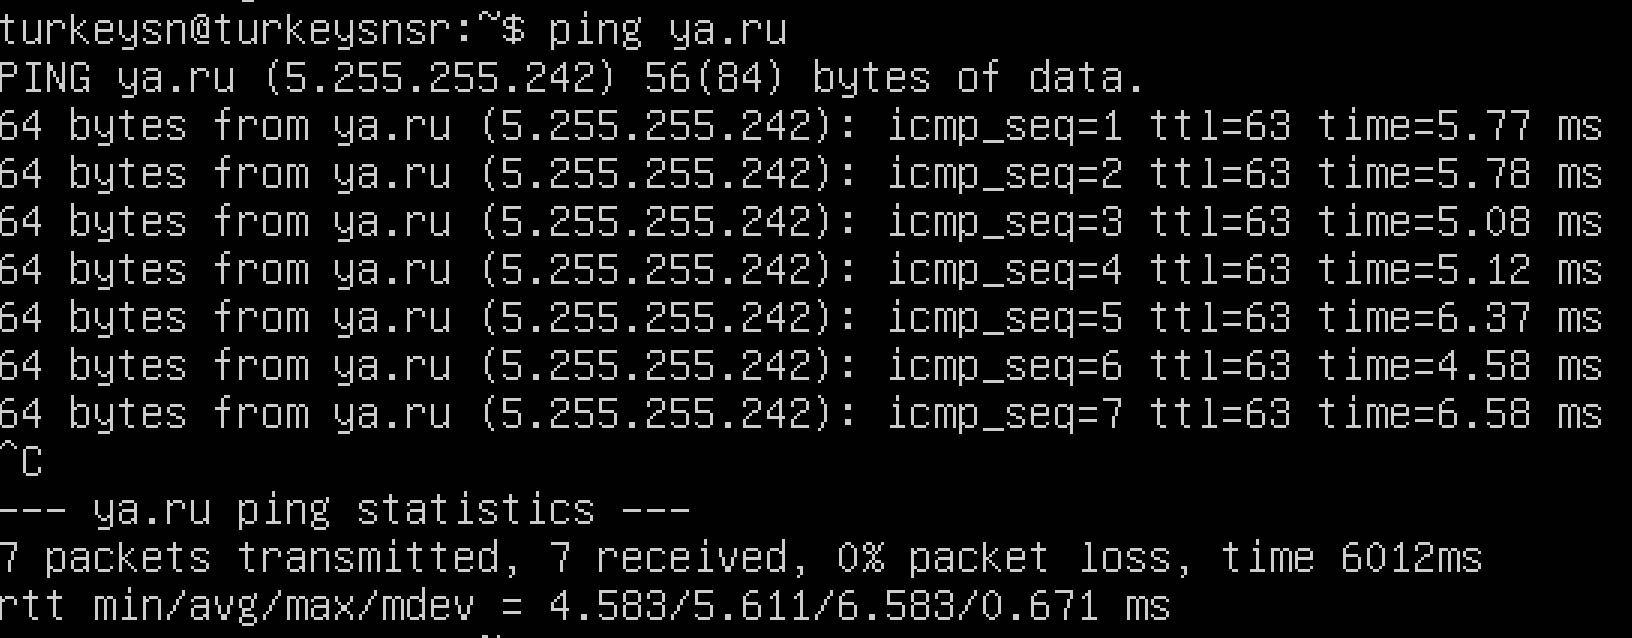 turkeysn@turkeysnsr:~$ ping ya.ru
PING ya.ru (5.255.255.242) 56(84) bytes of data.
64 bytes from ya.ru (5.255.255.242): icmp_seq=1 ttl=63 time=5.77 ms
64 bytes from ya.ru (5.255.255.242): icmp_seq=2 ttl=63 time=5.78 ms
64 bytes from ya.ru (5.255.255.242): icmp_seq=3 ttl=63 time=5.08 ms
64 bytes from ya.ru (5.255.255.242): icmp_seq=4 ttl=63 time=5.12 ms
64 bytes from ya.ru (5.255.255.242): icmp_seq=5 ttl=63 time=6.37 ms
64 bytes from ya.ru (5.255.255.242): icmp_seq=6 ttl=63 time=4.58 ms
64 bytes from ya.ru (5.255.255.242): icmp_seq=7 ttl=63 time=6.58 ms
^C
--- ya.ru ping statistics ---
7 packets transmitted, 7 received, 0% packet loss, time 6012ms
rtt min/avg/max/mdev = 4.583/5.611/6.583/0.671 ms